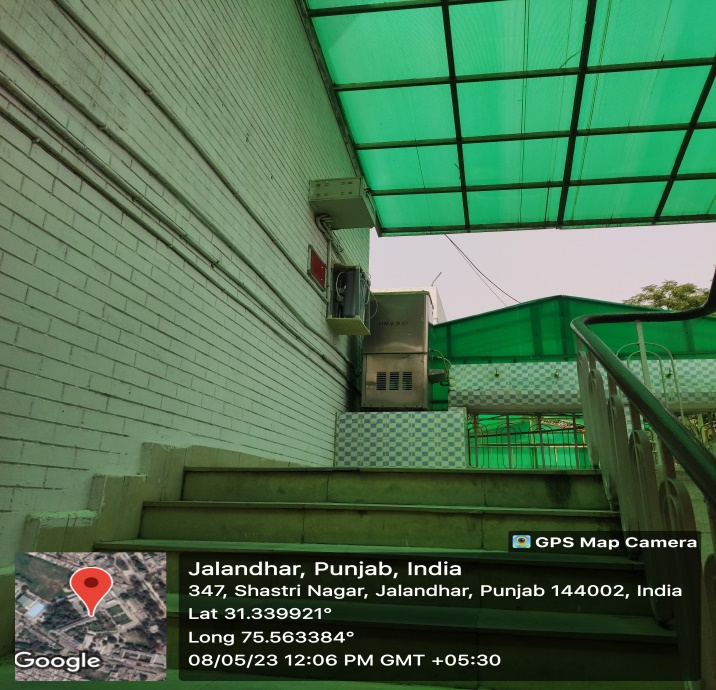 GPS Map Camera
Jalandhar, Punjab, India
347, Shastri Nagar, Jalandhar, Punjab 144002, India
Lat 31.339921°
Long 75.563384°
08/05/23 12:06 PM GMT +05:30
Google